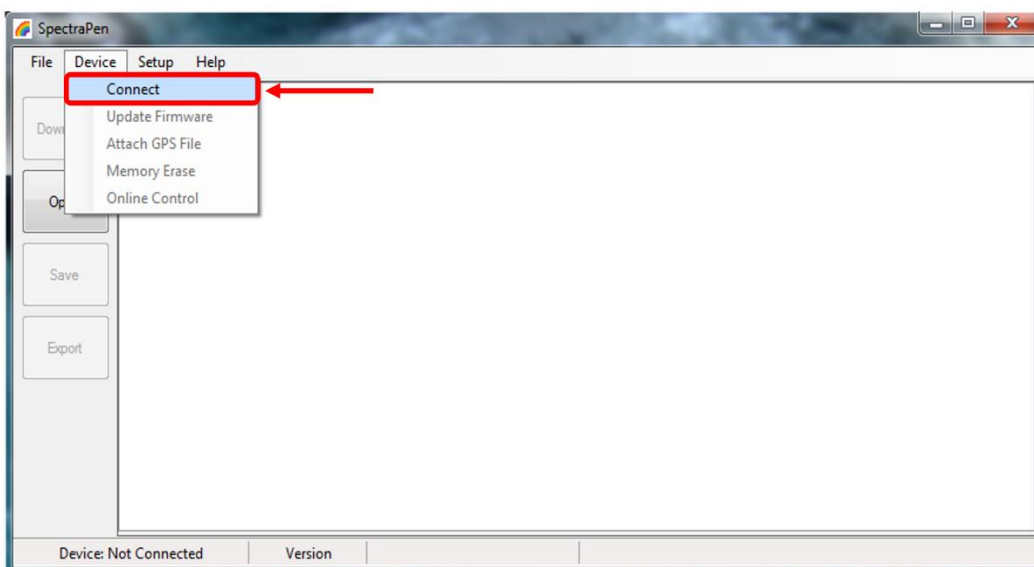 SpectraPen
File Device Setup Help
Connect
Update Firmware
Attach GPS File
Memory Erase
Online Control
Save
Export
Device: Not Connected Version